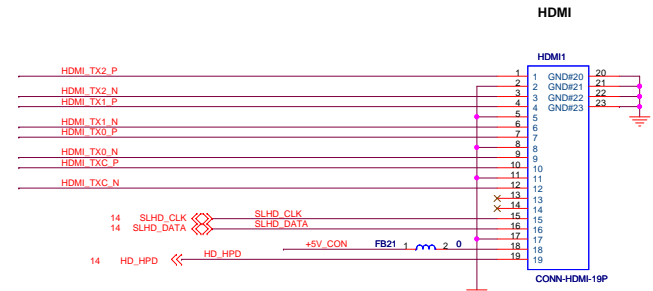 HDMI
HDMI1
HDMI_TX2_P 1 1 GND#20 20
2 2 GND#21 21
HDMI_TX2_N 3 3 GND#22 22
HDMI_TX1_P 4 4 GND#23 23
5 5
HDMI_TX1_N 6 6
HDMI_TX0_P 7 7
8 8
HDMI_TX0_N 9 9
HDMI_TXC_P 10 10
11 11
HDMI_TXC_N 12 12
13 13
14 14
14 SLHD_CLK SLHD_CLK 15 15
14 SLHD_DATA SLHD_DATA 16 16
17 17
+5V_CON FB21 1 2 0 18 18
14 HD_HPD HD_HPD 19 19
CONN-HDMI-19P